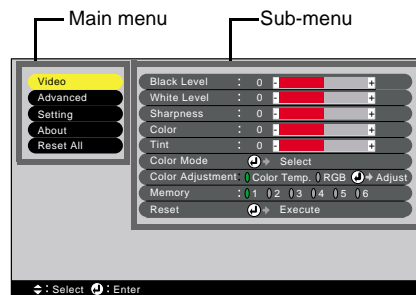 Main menu
Sub-menu
Video
Advanced
Setting
About
Reset All
Black Level : 0 - +
White Level : 0 - +
Sharpness : 0 - +
Color : 0 - +
Tint : 0 - +
Color Mode Select
Color Adjustment: Color Temp. RGB Adjust
Memory : 1 2 3 4 5 6
Reset Execute
: Select : Enter